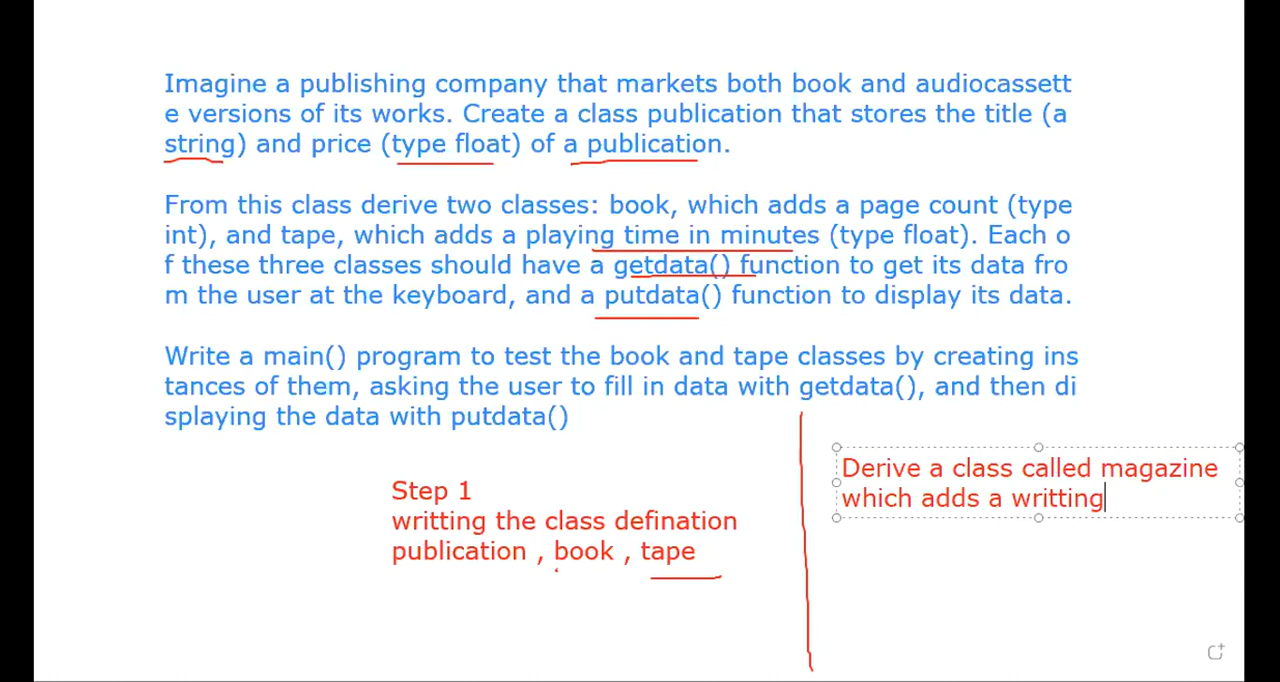 Imagine a publishing company that markets both book and audiocassett
e versions of its works. Create a class publication that stores the title (a
string) and price (type float) of a publication.
From this class derive two classes: book, which adds a page count (type
int), and tape, which adds a playing time in minutes (type float). Each o
f these three classes should have a getdata() function to get its data fro
m the user at the keyboard, and a putdata() function to display its data.
Write a main() program to test the book and tape classes by creating ins
tances of them, asking the user to fill in data with getdata(), and then di
splaying the data with putdata()
Step 1
writting the class defination
publication , book , tape
Derive a class called magazine
which adds a writting